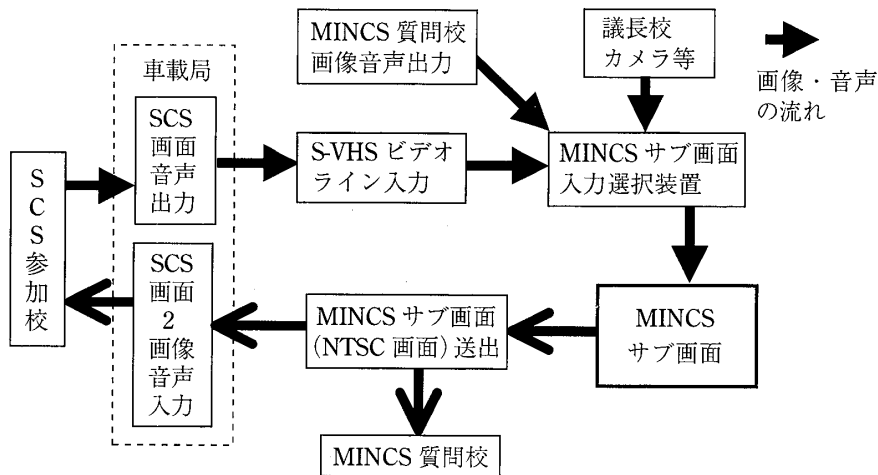 MINCS 質問校
画像音声出力
議長校
カメラ等
画像・音声
の流れ
車載局
SCS
画面
音声
出力
S-VHS ビデオ
ライン入力
MINCS サブ画面
入力選択装置
SCS参加校
SCS
画面
2
画像
音声
入力
MINCS サブ画面
(NTSC 画面) 送出
MINCS
サブ画面
MINCS 質問校